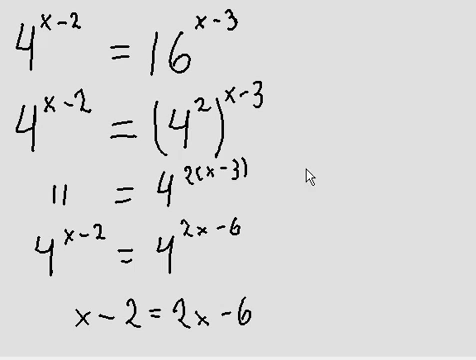 4^{x-2} = 16^{x-3}
4^{x-2} = (4^2)^{x-3}
" = 4^{2(x-3)}
4^{x-2} = 4^{2x-6}
x-2 = 2x-6